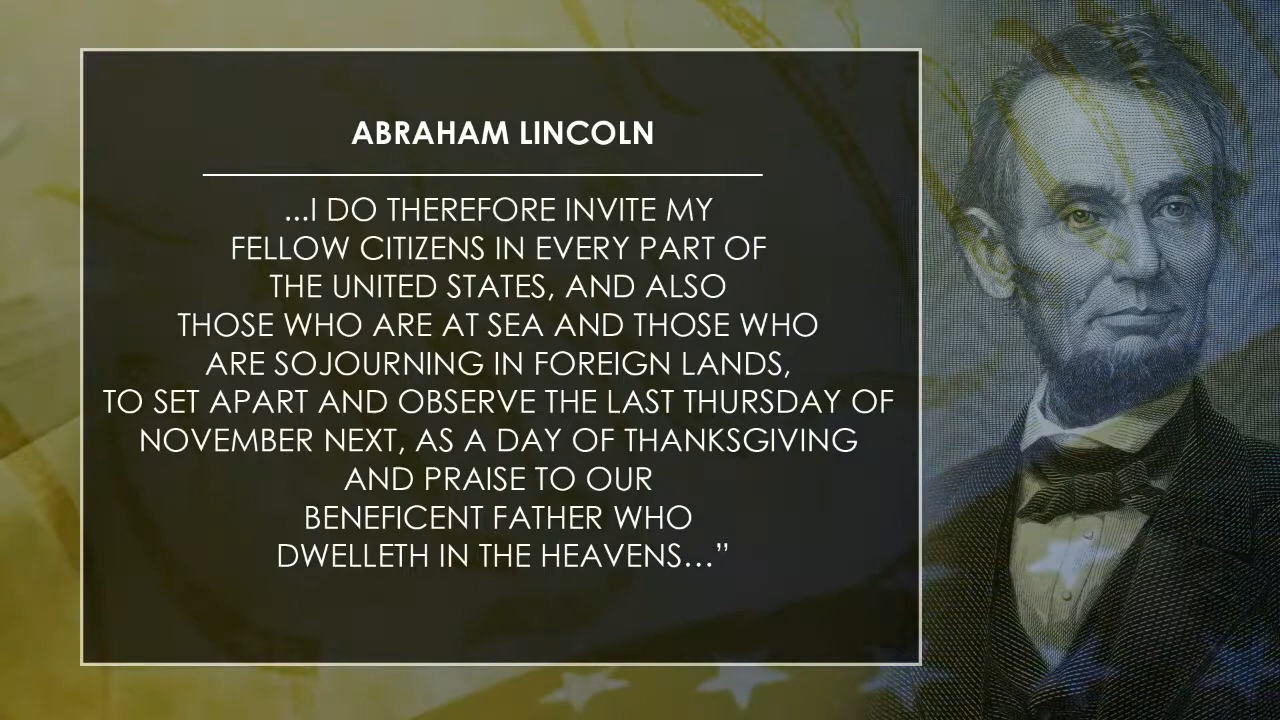 ABRAHAM LINCOLN
...I DO THEREFORE INVITE MY
FELLOW CITIZENS IN EVERY PART OF
THE UNITED STATES, AND ALSO
THOSE WHO ARE AT SEA AND THOSE WHO
ARE SOJOURNING IN FOREIGN LANDS,
TO SET APART AND OBSERVE THE LAST THURSDAY OF
NOVEMBER NEXT, AS A DAY OF THANKSGIVING
AND PRAISE TO OUR
BENEFICENT FATHER WHO
DWELLETH IN THE HEAVENS…”